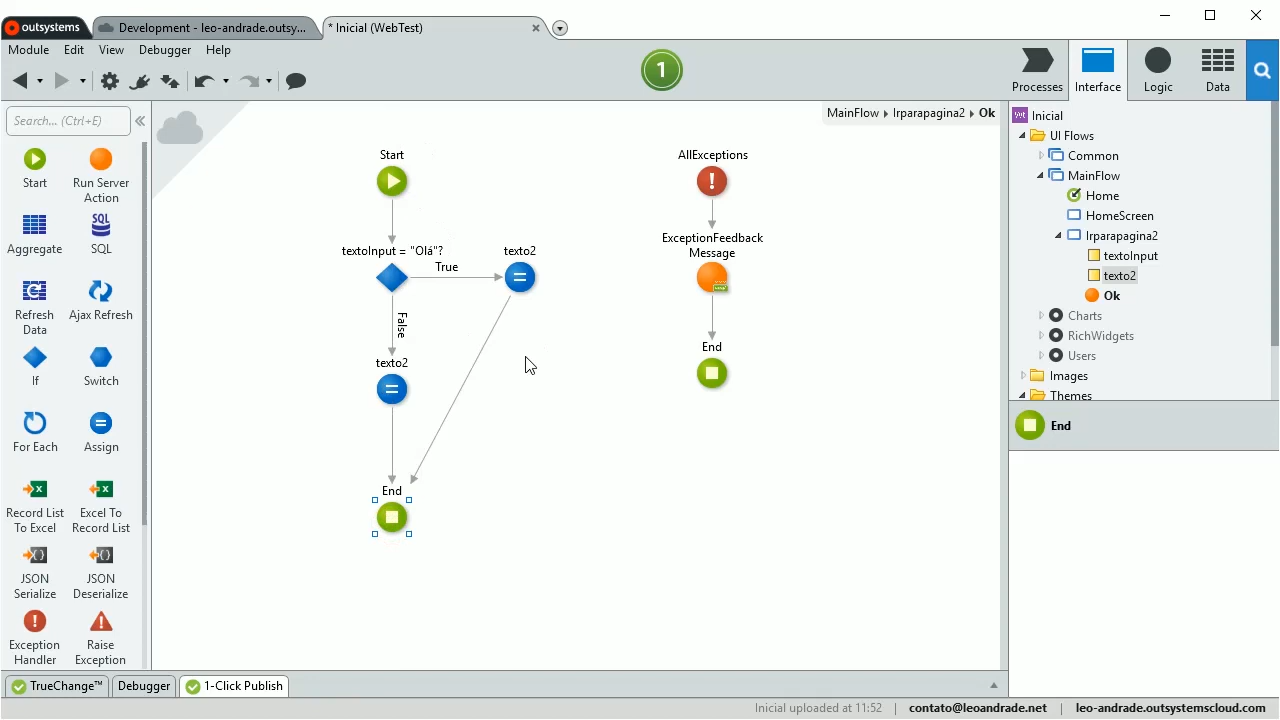 outsystems
Development - leo-andrade.outsy...
* Inicial (WebTest)
Module Edit View Debugger Help
1
Processes Interface Logic Data
Search... (Ctrl+E)
Start
Run Server
Action
Aggregate
SQL
SQL
Refresh
Data
Ajax Refresh
If
Switch
For Each
Assign
Record List
To Excel
Excel To
Record List
JSON
Serialize
JSON
Deserialize
Exception
Handler
Raise
Exception
MainFlow Irparapagina2 Ok
Start
textoInput = "Olá"?
True
texto2
False
texto2
End
AllExceptions
ExceptionFeedback
Message
End
Inicial
UI Flows
Common
MainFlow
Home
HomeScreen
Irparapagina2
textoInput
texto2
Ok
Charts
RichWidgets
Users
Images
Themes
End
TrueChange™ Debugger 1-Click Publish
Inicial uploaded at 11:52 | contato@leoandrade.net | leo-andrade.outsystemscloud.com